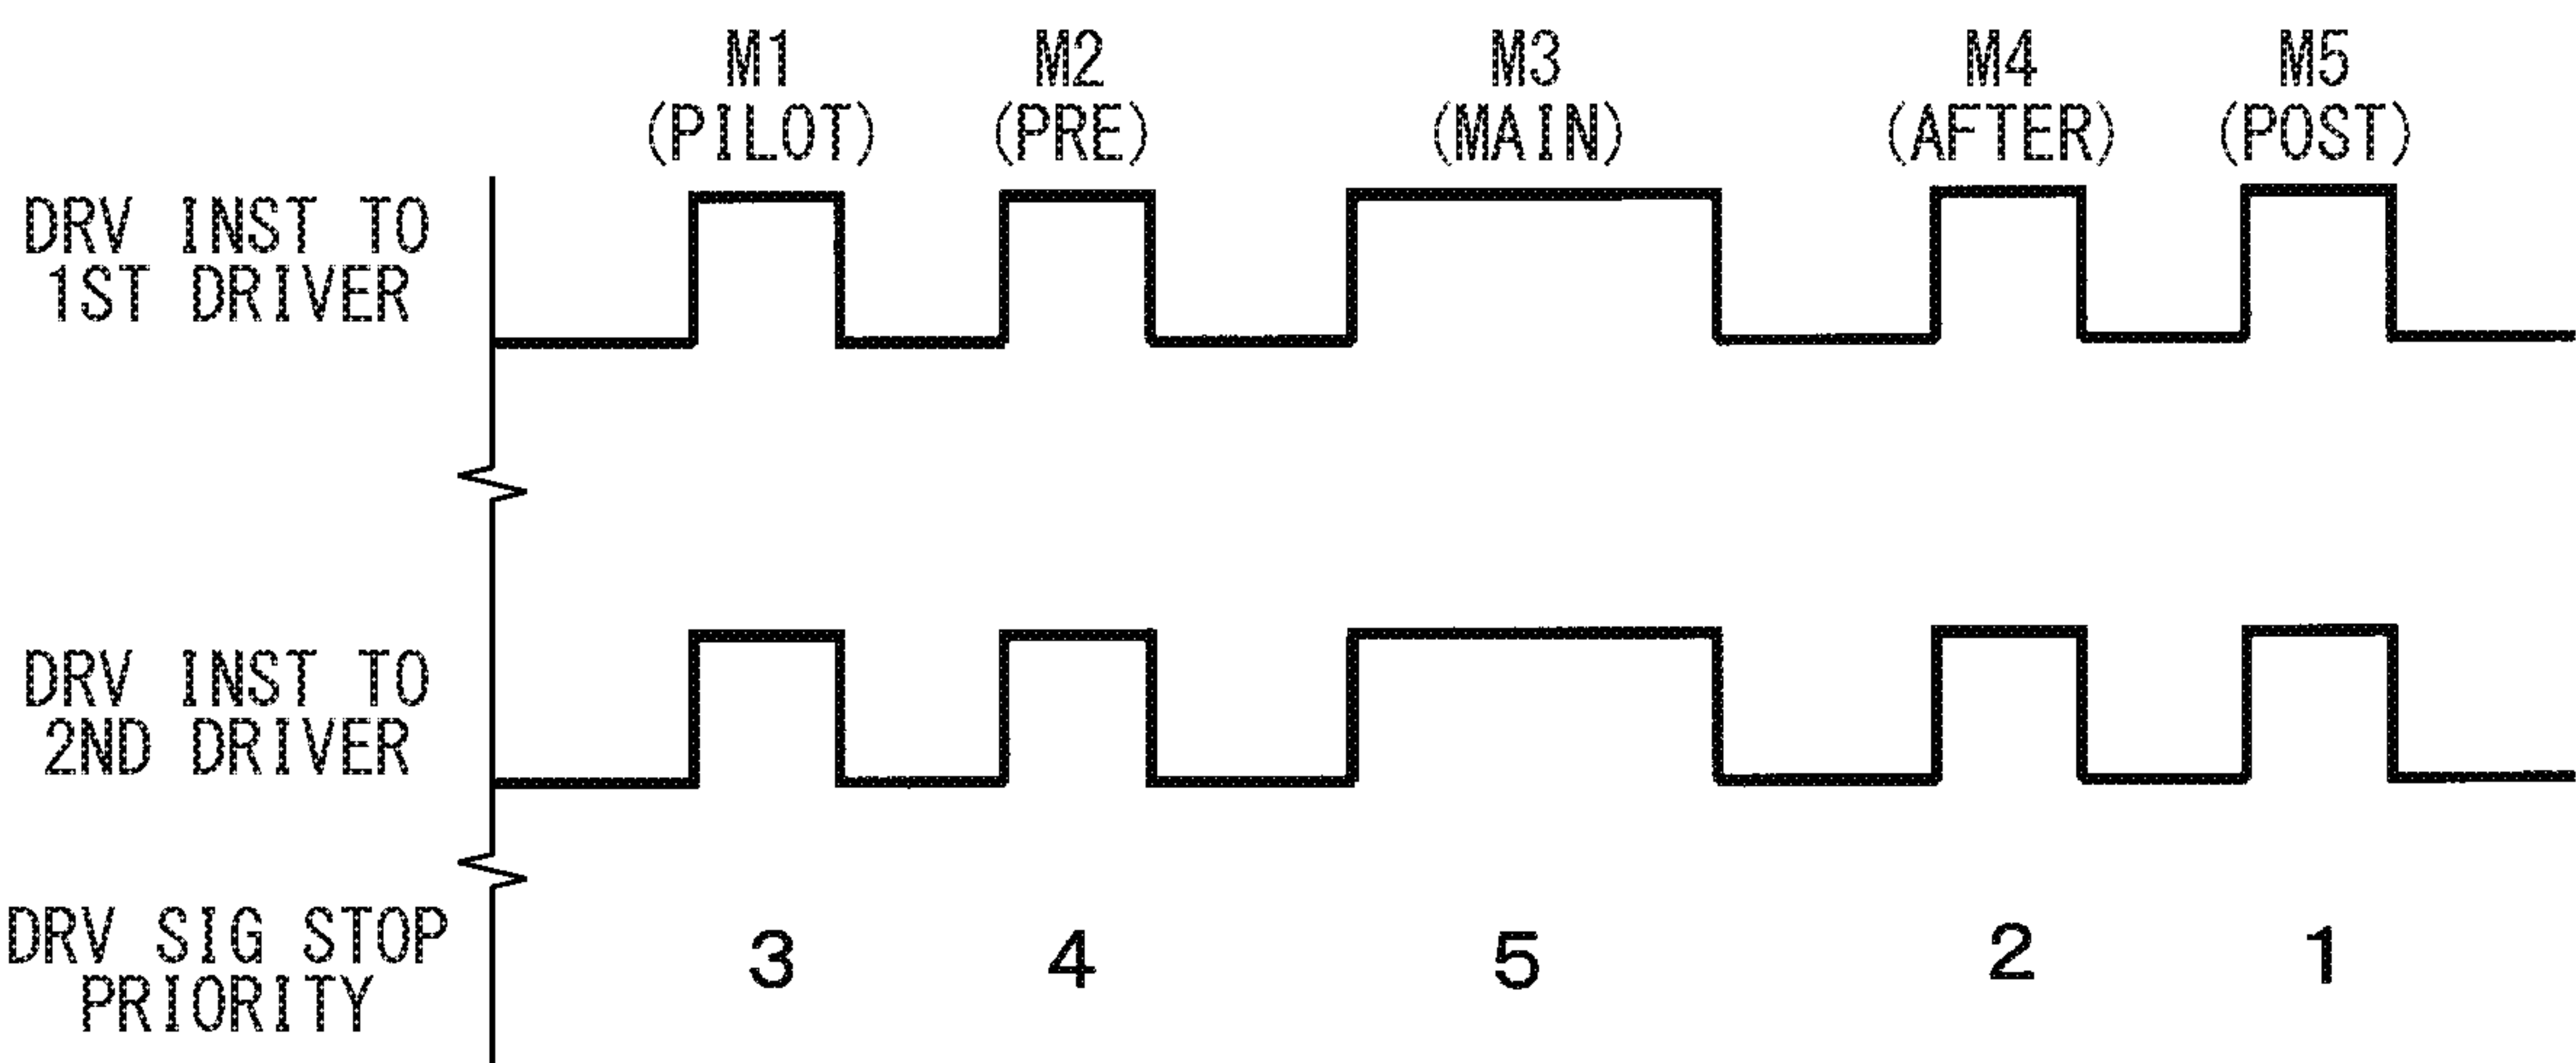 M1 M2 M3 M4 M5
(PILOT) (PRE) (MAIN) (AFTER) (POST)
DRV INST TO
1ST DRIVER
DRV INST TO
2ND DRIVER
DRV SIG STOP
PRIORITY
3 4 5 2 1